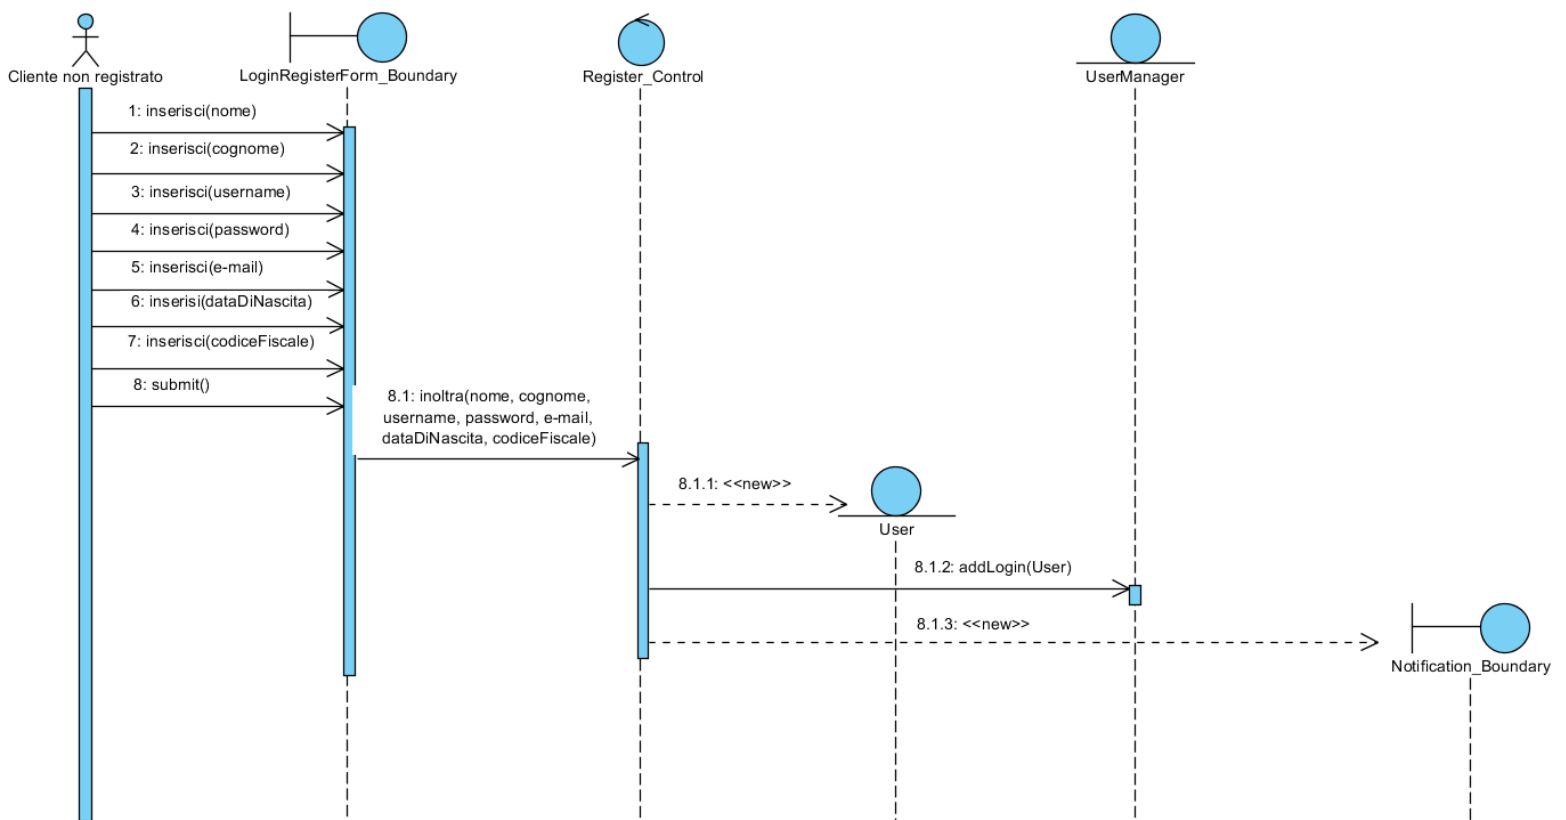 Cliente non registrato
LoginRegisterForm_Boundary
Register_Control
UserManager
1: inserisci(nome)
2: inserisci(cognome)
3: inserisci(username)
4: inserisci(password)
5: inserisci(e-mail)
6: inserisi(dataDiNascita)
7: inserisci(codiceFiscale)
8: submit()
8.1: inoltra(nome, cognome,
username, password, e-mail,
dataDiNascita, codiceFiscale)
8.1.1: <<new>>
User
8.1.2: addLogin(User)
8.1.3: <<new>>
Notification_Boundary